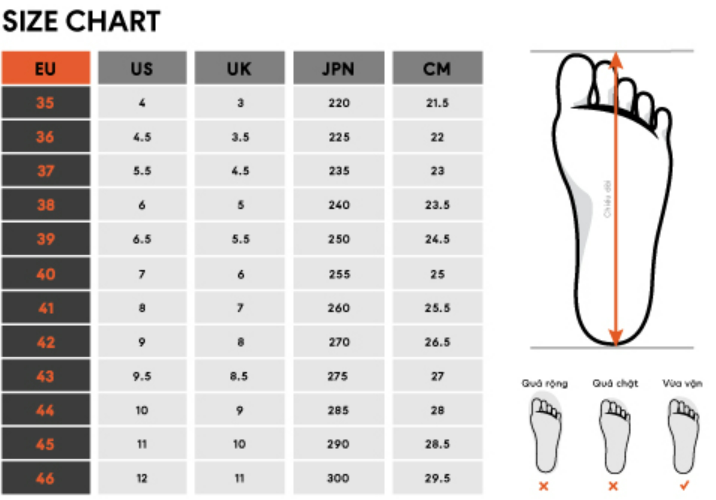 SIZE CHART
EU US UK JPN CM
35 4 3 220 21.5
36 4.5 3.5 225 22
37 5.5 4.5 235 23
38 6 5 240 23.5
39 6.5 5.5 250 24.5
40 7 6 255 25
41 8 7 260 25.5
42 9 8 270 26.5
43 9.5 8.5 275 27
44 10 9 285 28
45 11 10 290 28.5
46 12 11 300 29.5
Chiều dài
Quá rộng Quá chật Vừa vặn